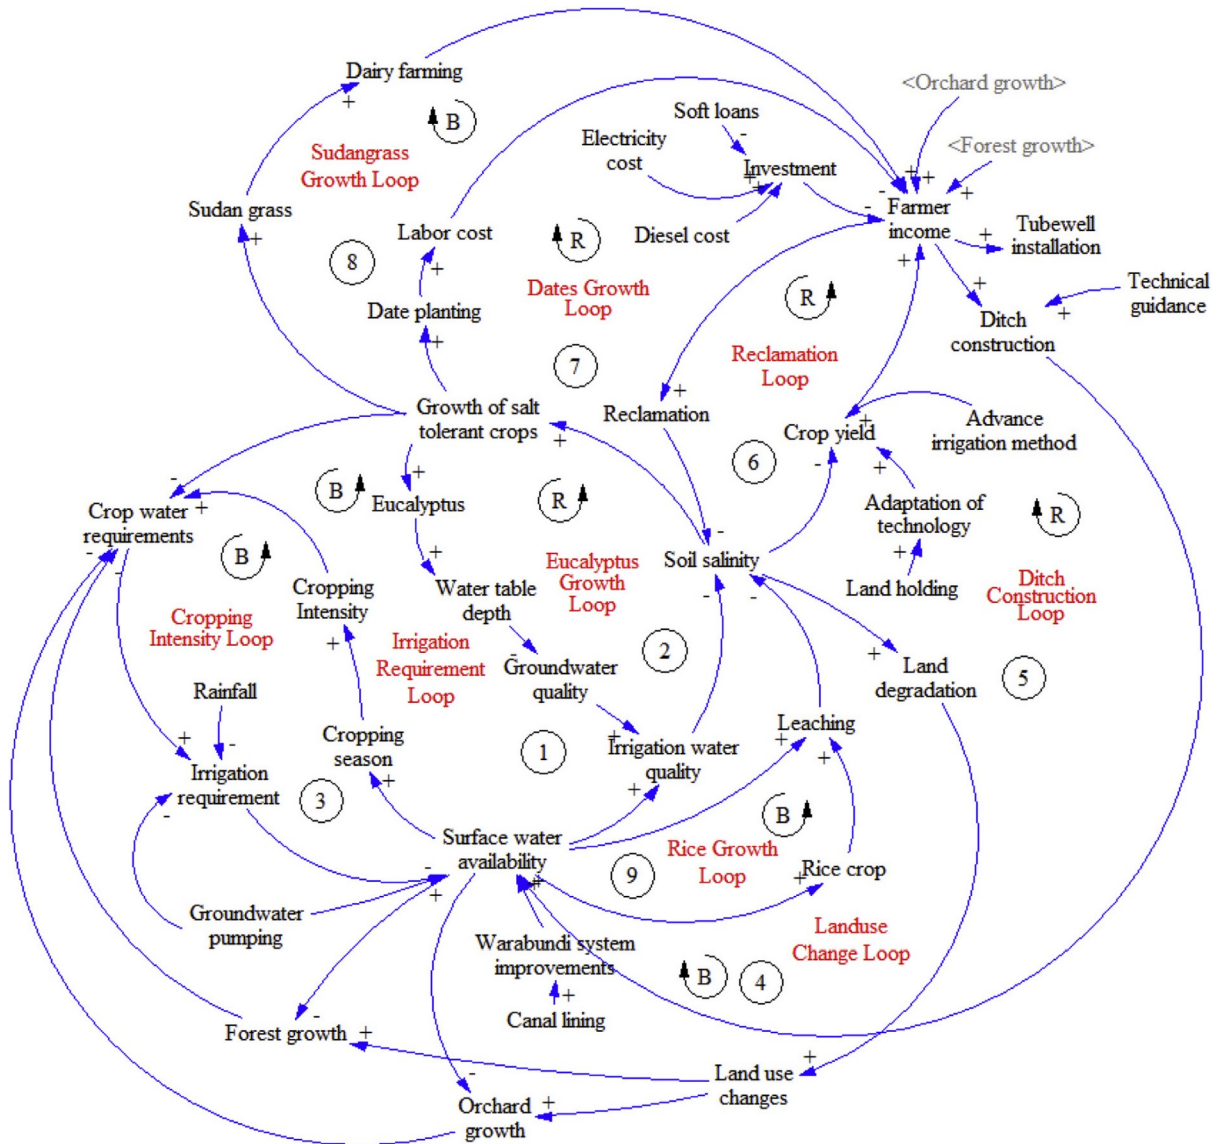 Dairy farming
+
B
Sudangrass
Growth Loop
Sudan grass
+
8
Labor cost
+
Date planting
+
R
Dates Growth
Loop
7
Soft loans
-
Electricity
cost
Investment
+
+
Diesel cost
<Orchard growth>
<Forest growth>
+
+
+
-
-
Farmer
income
+
+
Tubewell
installation
+
Technical
guidance
+
Ditch
construction
R
Reclamation
Loop
Growth of salt
tolerant crops
+
Reclamation
+
Crop yield
+
-
+
Advance
irrigation method
6
Adaptation of
technology
+
Land holding
R
Ditch
Construction
Loop
5
-
Crop water
requirements
+
-
-
B
B
+
Eucalyptus
+
Water table
depth
R
Eucalyptus
Growth
Loop
-
Soil salinity
-
-
2
Cropping
Intensity
+
Cropping
Intensity Loop
Irrigation
Requirement
Loop
-
Groundwater
quality
+
Land
degradation
Rainfall
-
+
Irrigation
requirement
-
3
Cropping
season
+
1
+
Irrigation water
quality
+
Leaching
+
+
B
Surface water
availability
-
+
+
9
Rice Growth
Loop
+
Rice crop
Groundwater
pumping
Warabundi system
improvements
+
Canal lining
Landuse
Change Loop
B
4
-
Forest growth
+
-
Orchard
growth
+
Land use
changes
+